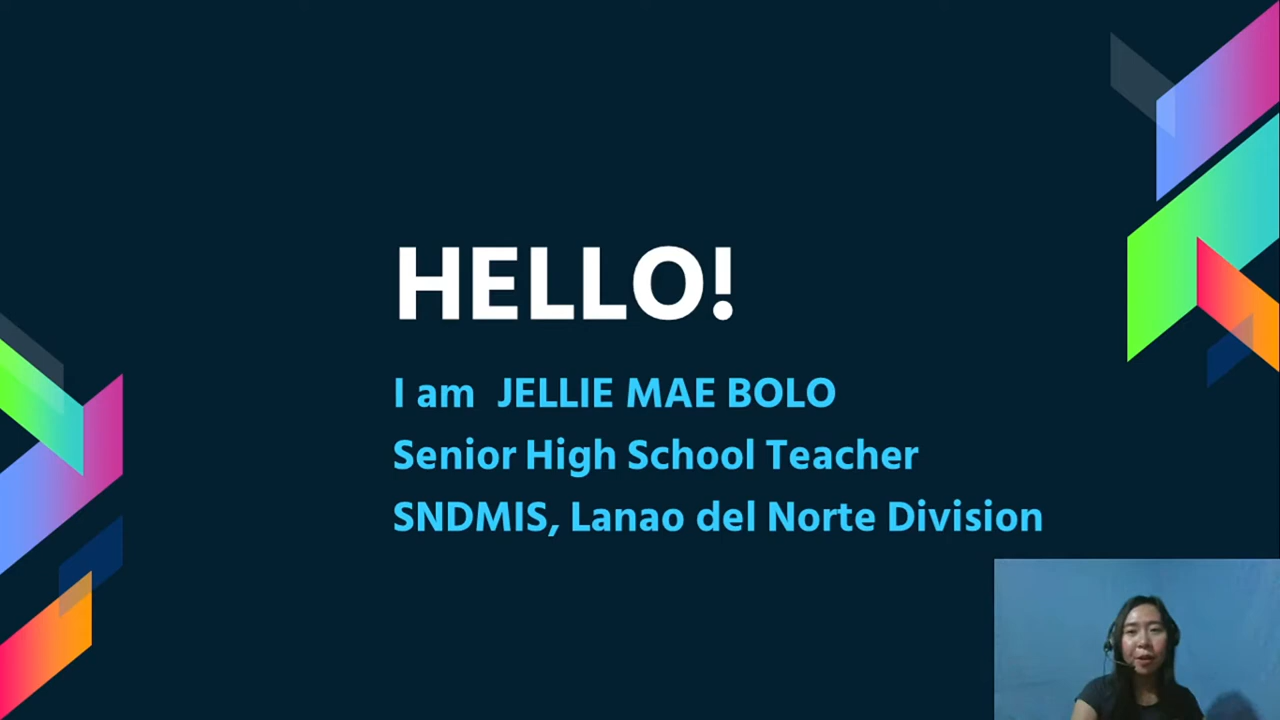 HELLO!
I am JELLIE MAE BOLO
Senior High School Teacher
SNDMIS, Lanao del Norte Division